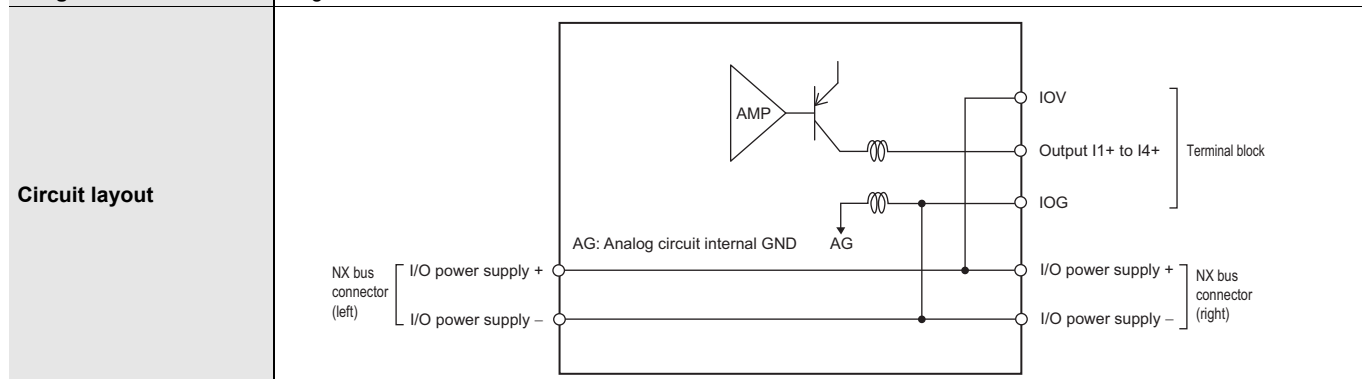 Circuit layout
AMP
IOV
Output I1+ to I4+
Terminal block
IOG
AG: Analog circuit internal GND
AG
NX bus
connector
(left)
I/O power supply +
I/O power supply –
I/O power supply +
I/O power supply –
NX bus
connector
(right)